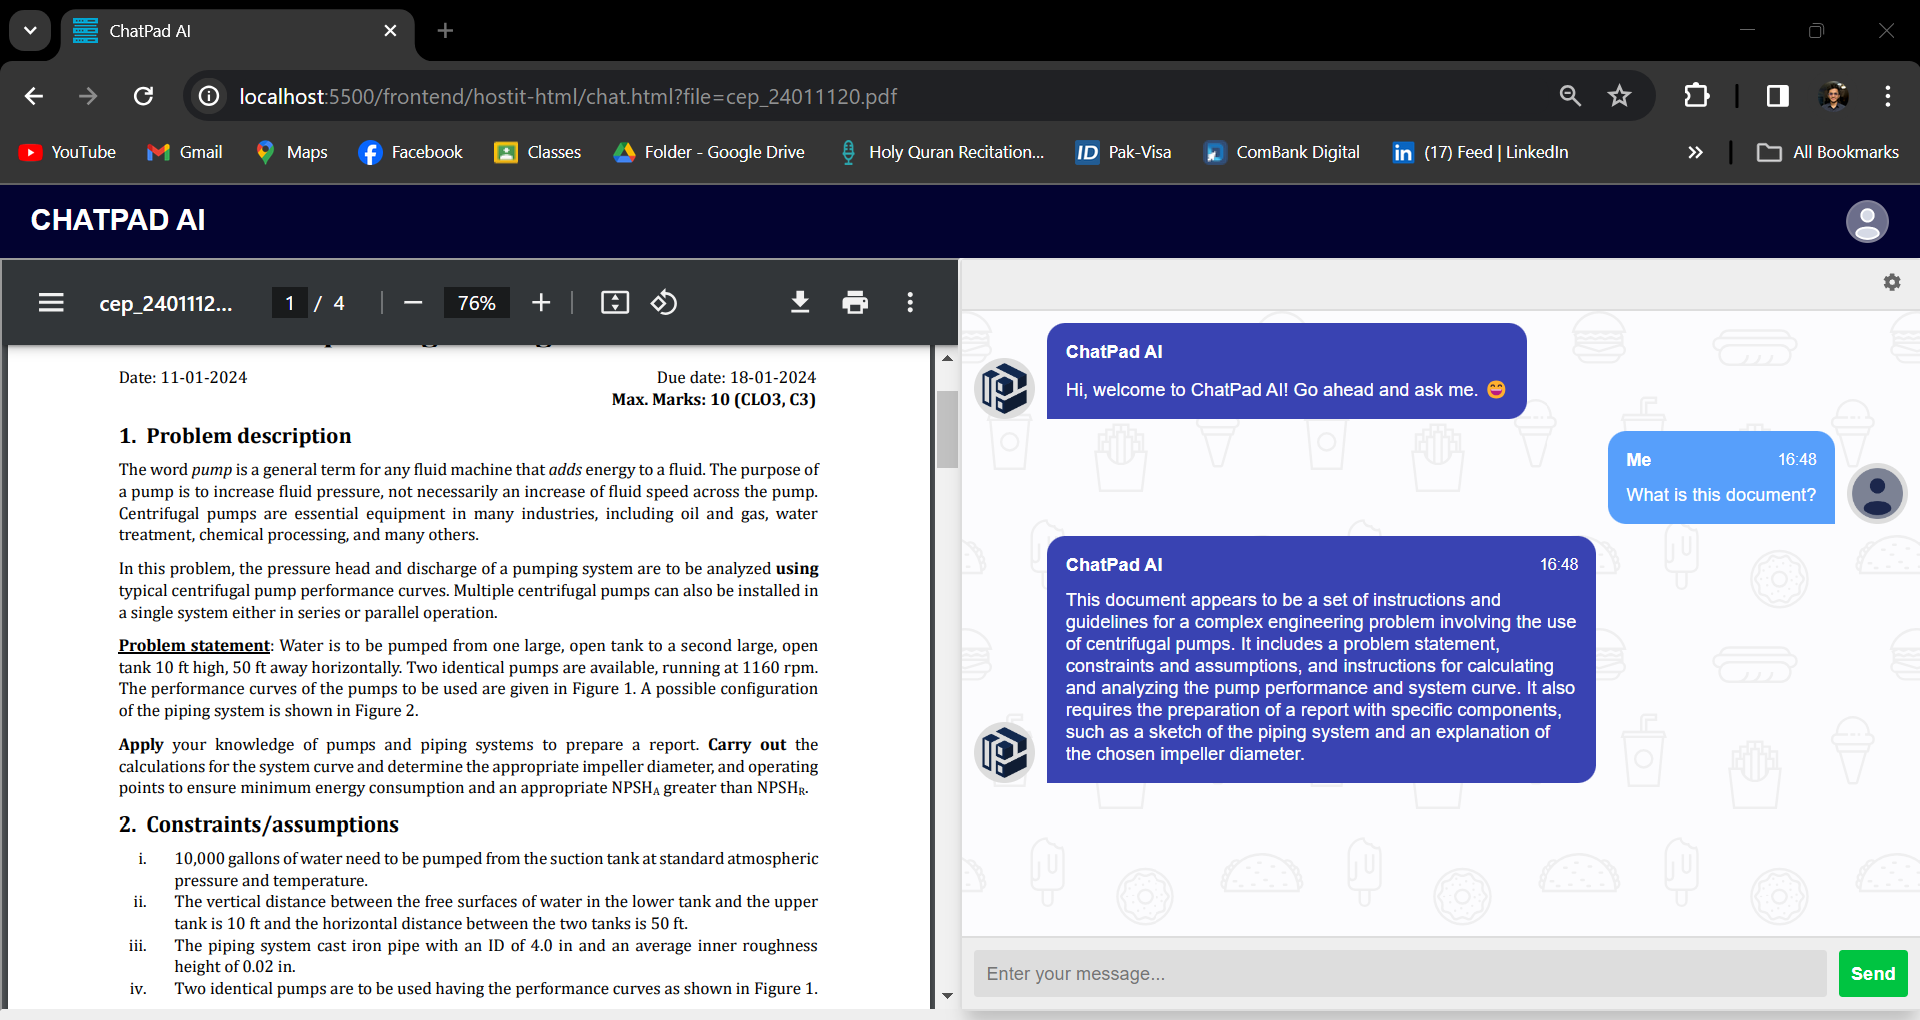 ChatPad AI
localhost:5500/frontend/hostit-html/chat.html?file=cep_24011120.pdf
YouTube Gmail Maps Facebook Classes Folder - Google Drive Holy Quran Recitation... ID Pak-Visa ComBank Digital in (17) Feed | LinkedIn » All Bookmarks
CHATPAD AI
cep_2401112... 1 / 4 76%
Date: 11-01-2024 Due date: 18-01-2024
Max. Marks: 10 (CLO3, C3)
1. Problem description
The word pump is a general term for any fluid machine that adds energy to a fluid. The purpose of
a pump is to increase fluid pressure, not necessarily an increase of fluid speed across the pump.
Centrifugal pumps are essential equipment in many industries, including oil and gas, water
treatment, chemical processing, and many others.
In this problem, the pressure head and discharge of a pumping system are to be analyzed using
typical centrifugal pump performance curves. Multiple centrifugal pumps can also be installed in
a single system either in series or parallel operation.
Problem statement: Water is to be pumped from one large, open tank to a second large, open
tank 10 ft high, 50 ft away horizontally. Two identical pumps are available, running at 1160 rpm.
The performance curves of the pumps to be used are given in Figure 1. A possible configuration
of the piping system is shown in Figure 2.
Apply your knowledge of pumps and piping systems to prepare a report. Carry out the
calculations for the system curve and determine the appropriate impeller diameter, and operating
points to ensure minimum energy consumption and an appropriate NPSHA greater than NPSHR.
2. Constraints/assumptions
i. 10,000 gallons of water need to be pumped from the suction tank at standard atmospheric
pressure and temperature.
ii. The vertical distance between the free surfaces of water in the lower tank and the upper
tank is 10 ft and the horizontal distance between the two tanks is 50 ft.
iii. The piping system cast iron pipe with an ID of 4.0 in and an average inner roughness
height of 0.02 in.
iv. Two identical pumps are to be used having the performance curves as shown in Figure 1.
ChatPad AI
Hi, welcome to ChatPad AI! Go ahead and ask me. 😄
Me 16:48
What is this document?
ChatPad AI 16:48
This document appears to be a set of instructions and
guidelines for a complex engineering problem involving the use
of centrifugal pumps. It includes a problem statement,
constraints and assumptions, and instructions for calculating
and analyzing the pump performance and system curve. It also
requires the preparation of a report with specific components,
such as a sketch of the piping system and an explanation of
the chosen impeller diameter.
Enter your message...
Send